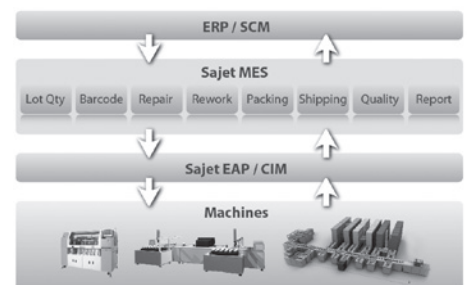 ERP / SCM
Sajet MES
Lot Qty Barcode Repair Rework Packing Shipping Quality Report
Sajet EAP / CIM
Machines